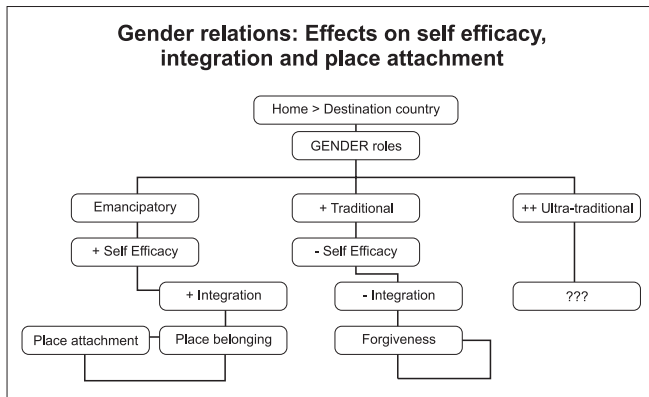 Gender relations: Effects on self efficacy,
integration and place attachment
Home > Destination country
GENDER roles
Emancipatory
+ Traditional
++ Ultra-traditional
+ Self Efficacy
- Self Efficacy
+ Integration
- Integration
???
Place attachment
Place belonging
Forgiveness